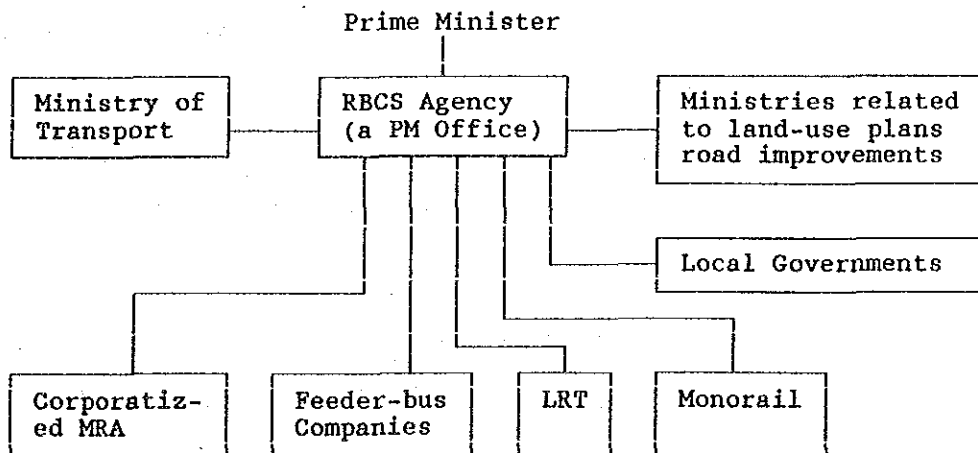 Prime Minister
Ministry of
Transport
RBCS Agency
(a PM Office)
Ministries related
to land-use plans
road improvements
Local Governments
Corporatiz-
ed MRA
Feeder-bus
Companies
LRT
Monorail